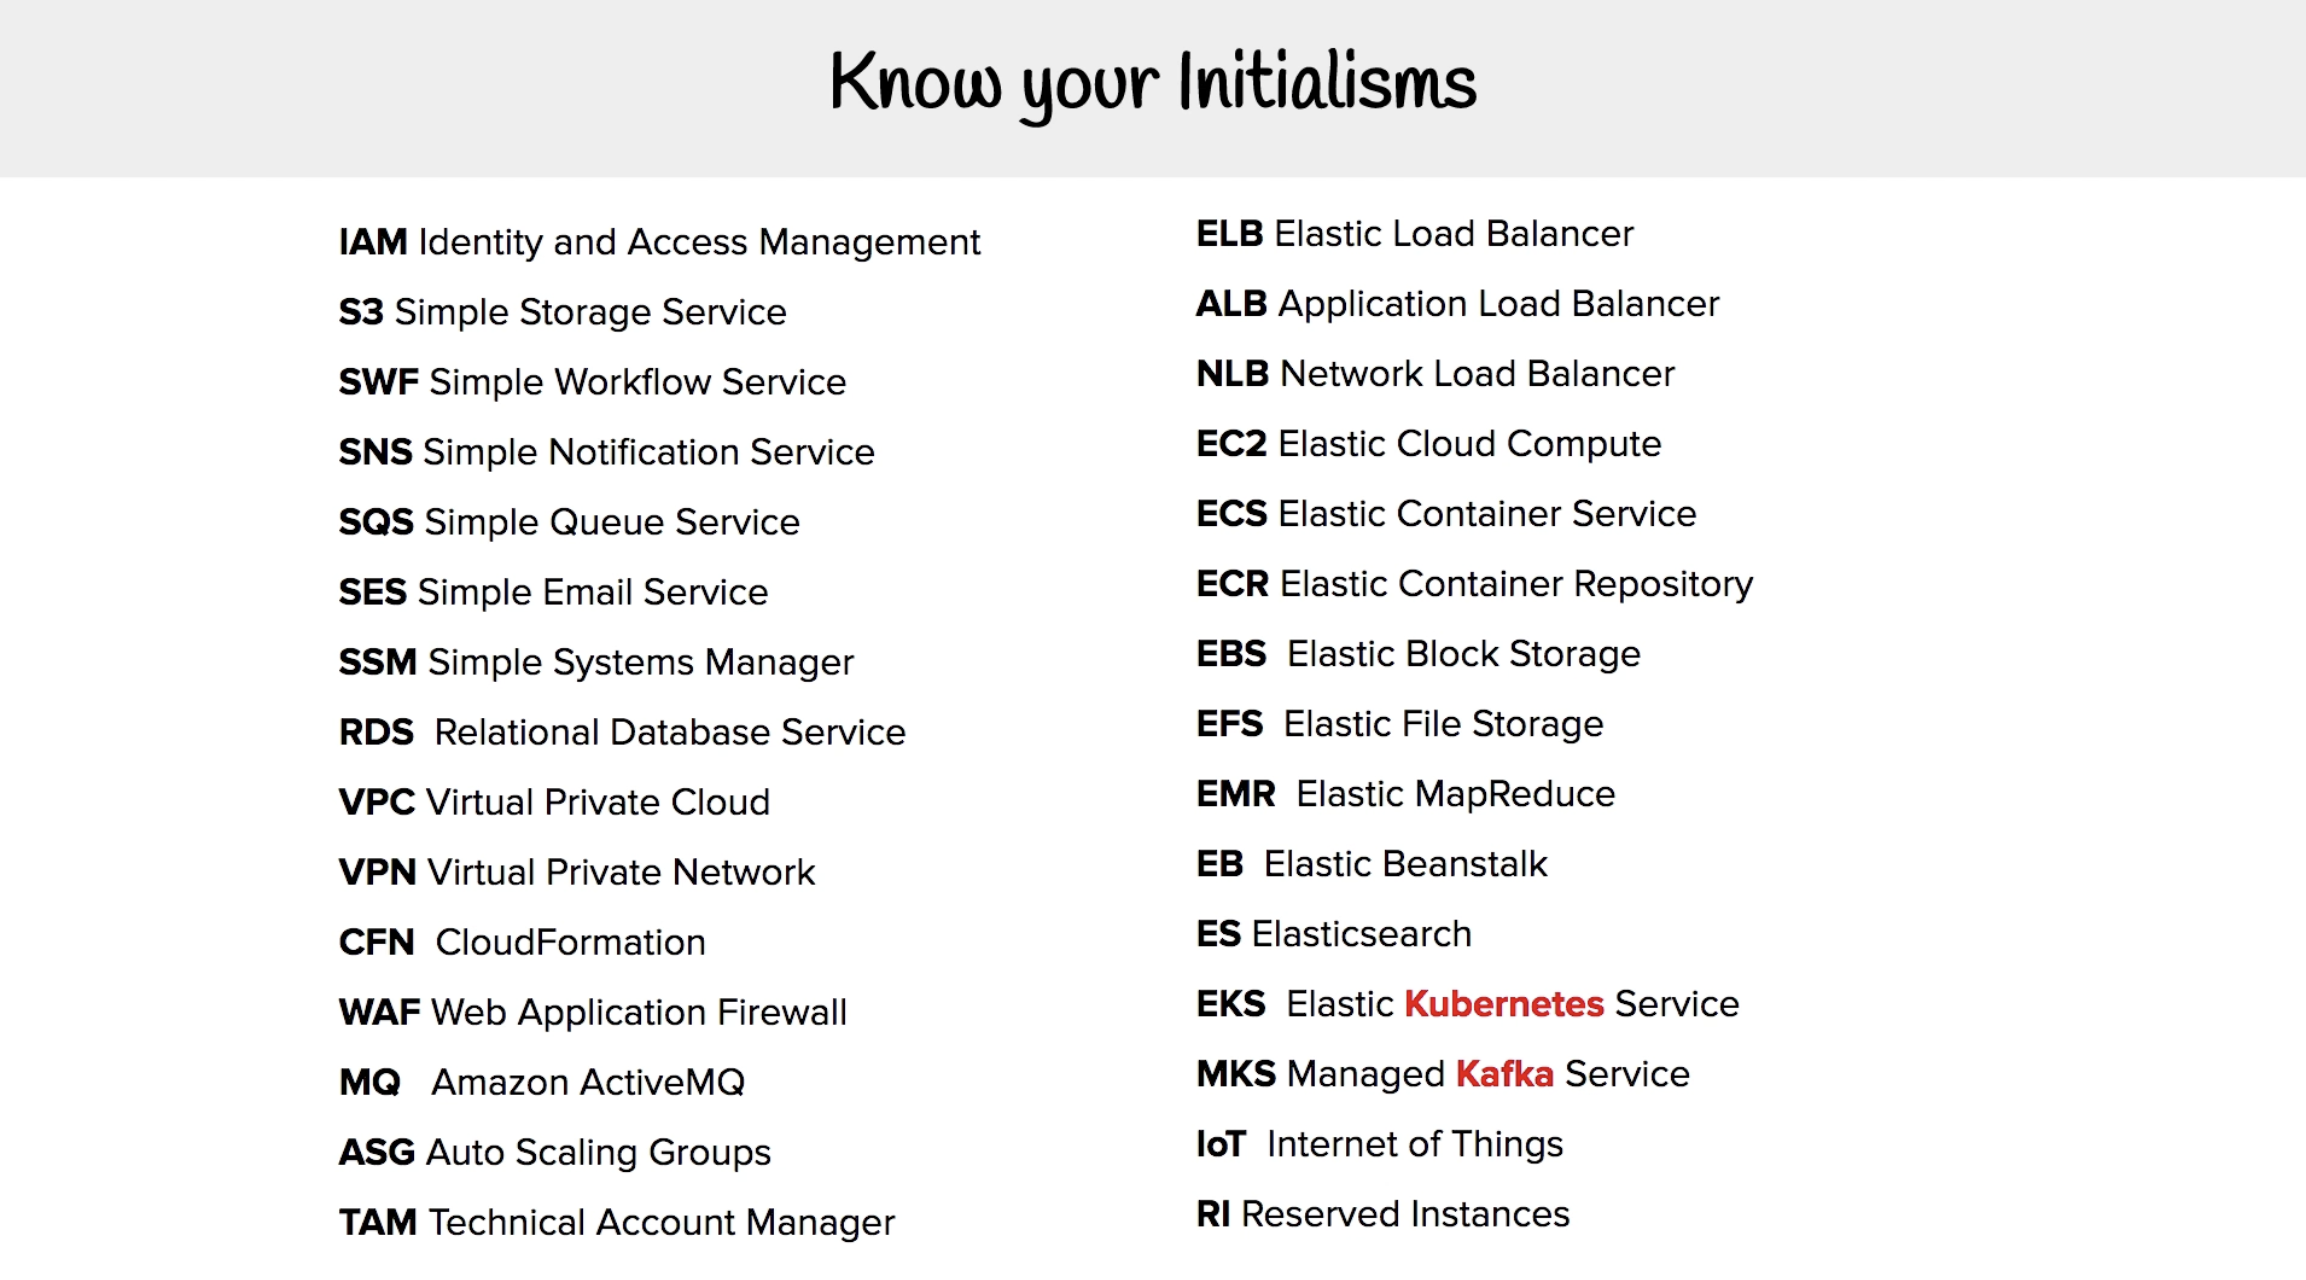 Know your Initialisms
IAM Identity and Access Management
S3 Simple Storage Service
SWF Simple Workflow Service
SNS Simple Notification Service
SQS Simple Queue Service
SES Simple Email Service
SSM Simple Systems Manager
RDS Relational Database Service
VPC Virtual Private Cloud
VPN Virtual Private Network
CFN CloudFormation
WAF Web Application Firewall
MQ Amazon ActiveMQ
ASG Auto Scaling Groups
TAM Technical Account Manager
ELB Elastic Load Balancer
ALB Application Load Balancer
NLB Network Load Balancer
EC2 Elastic Cloud Compute
ECS Elastic Container Service
ECR Elastic Container Repository
EBS Elastic Block Storage
EFS Elastic File Storage
EMR Elastic MapReduce
EB Elastic Beanstalk
ES Elasticsearch
EKS Elastic Kubernetes Service
MKS Managed Kafka Service
IoT Internet of Things
RI Reserved Instances